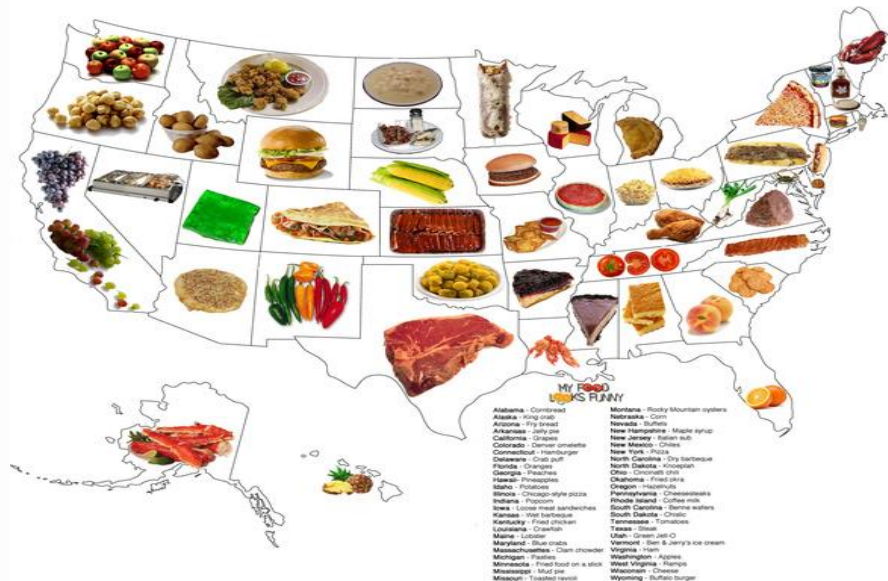 MY FOOD
LOOKS FUNNY
Alabama - Cornbread
Alaska - King crab
Arizona - Fry bread
Arkansas - Jelly pie
California - Grapes
Colorado - Denver omelette
Connecticut - Hamburger
Delaware - Crab puff
Florida - Oranges
Georgia - Peaches
Hawaii- Pineapples
Idaho - Potatoes
Illinois - Chicago-style pizza
Indiana - Popcorn
Iowa - Loose meat sandwiches
Kansas - Wet barbeque
Kentucky - Fried chicken
Louisiana - Crawfish
Maine - Lobster
Maryland - Blue crabs
Massachusettes - Clam chowder
Michigan - Pasties
Minnesota - Fried food on a stick
Mississippi - Mud pie
Missouri - Toasted ravioli
Montana - Rocky Mountain oysters
Nebraska - Corn
Nevada - Buffets
New Hampshire - Maple syrup
New Jersey - Italian sub
New Mexico - Chiles
New York - Pizza
North Carolina - Dry barbeque
North Dakota - Knoephla
Ohio - Cincinatti chili
Okahoma - Fried okra
Oregon - Hazelnuts
Pennsylvania - Cheesesteaks
Rhode Island - Coffee milk
South Carolina - Benne wafers
South Dakota - Chislic
Tennessee - Tomatoes
Texas - Steak
Utah - Green Jell-O
Vermont - Ben & Jerry's ice cream
Virginia - Ham
Washington - Apples
West Virginia - Ramps
Wisconsin - Cheese
Wyoming - Buffalo burger